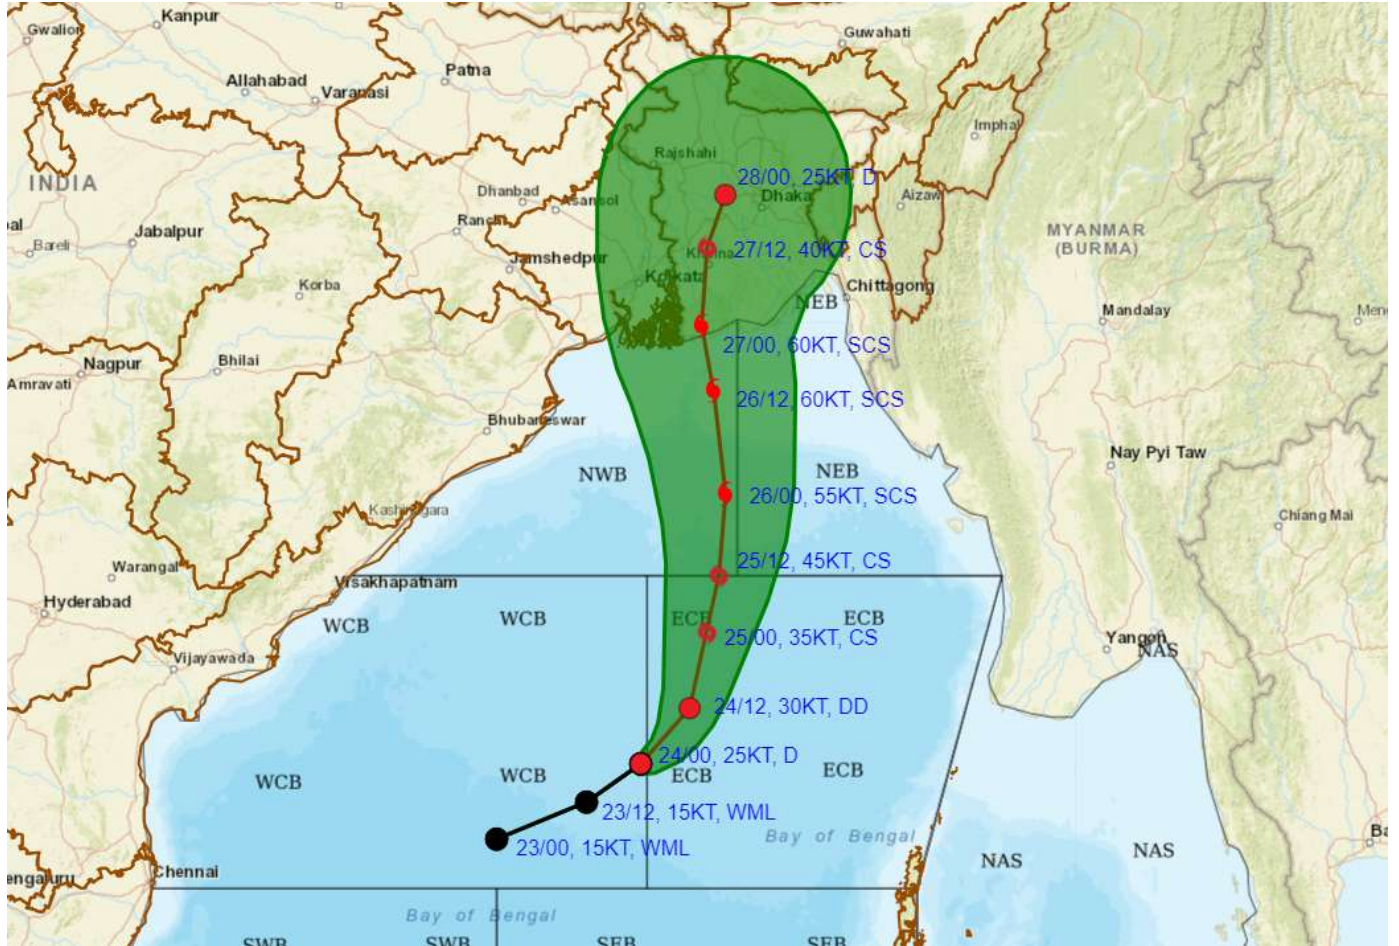 Gwalior
Kanpur
Guwahati
Allahabad
Patna
Varanasi
Imphal
Rajshahi
INDIA
Dhanbad
Asansol
28/00, 25KT, D
Dhaka
Aizaw
Ranchi
Jabalpur
Bareli
27/12, 40KT, CS
MYANMAR
(BURMA)
Jamshedpur
Kolkata
Korba
Chittagong
NEB
Mandalay
27/00, 60KT, SCS
Nagpur
Bhilai
Amravati
26/12, 60KT, SCS
Bhubaneswar
Nay Pyi Taw
NWB
NEB
26/00, 55KT, SCS
Chiang Mai
25/12, 45KT, CS
Warangal
Visakhapatnam
Hyderabad
WCB
WCB
ECB
ECB
25/00, 35KT, CS
Yangon
NAS
Vijayawada
24/12, 30KT, DD
24/00, 25KT, D
WCB
WCB
ECB
ECB
23/12, 15KT, WML
Bay of Bengal
23/00, 15KT, WML
NAS
NAS
Chennai
engaluru
Bay of Bengal
SWB
SWB
SEB
SEB